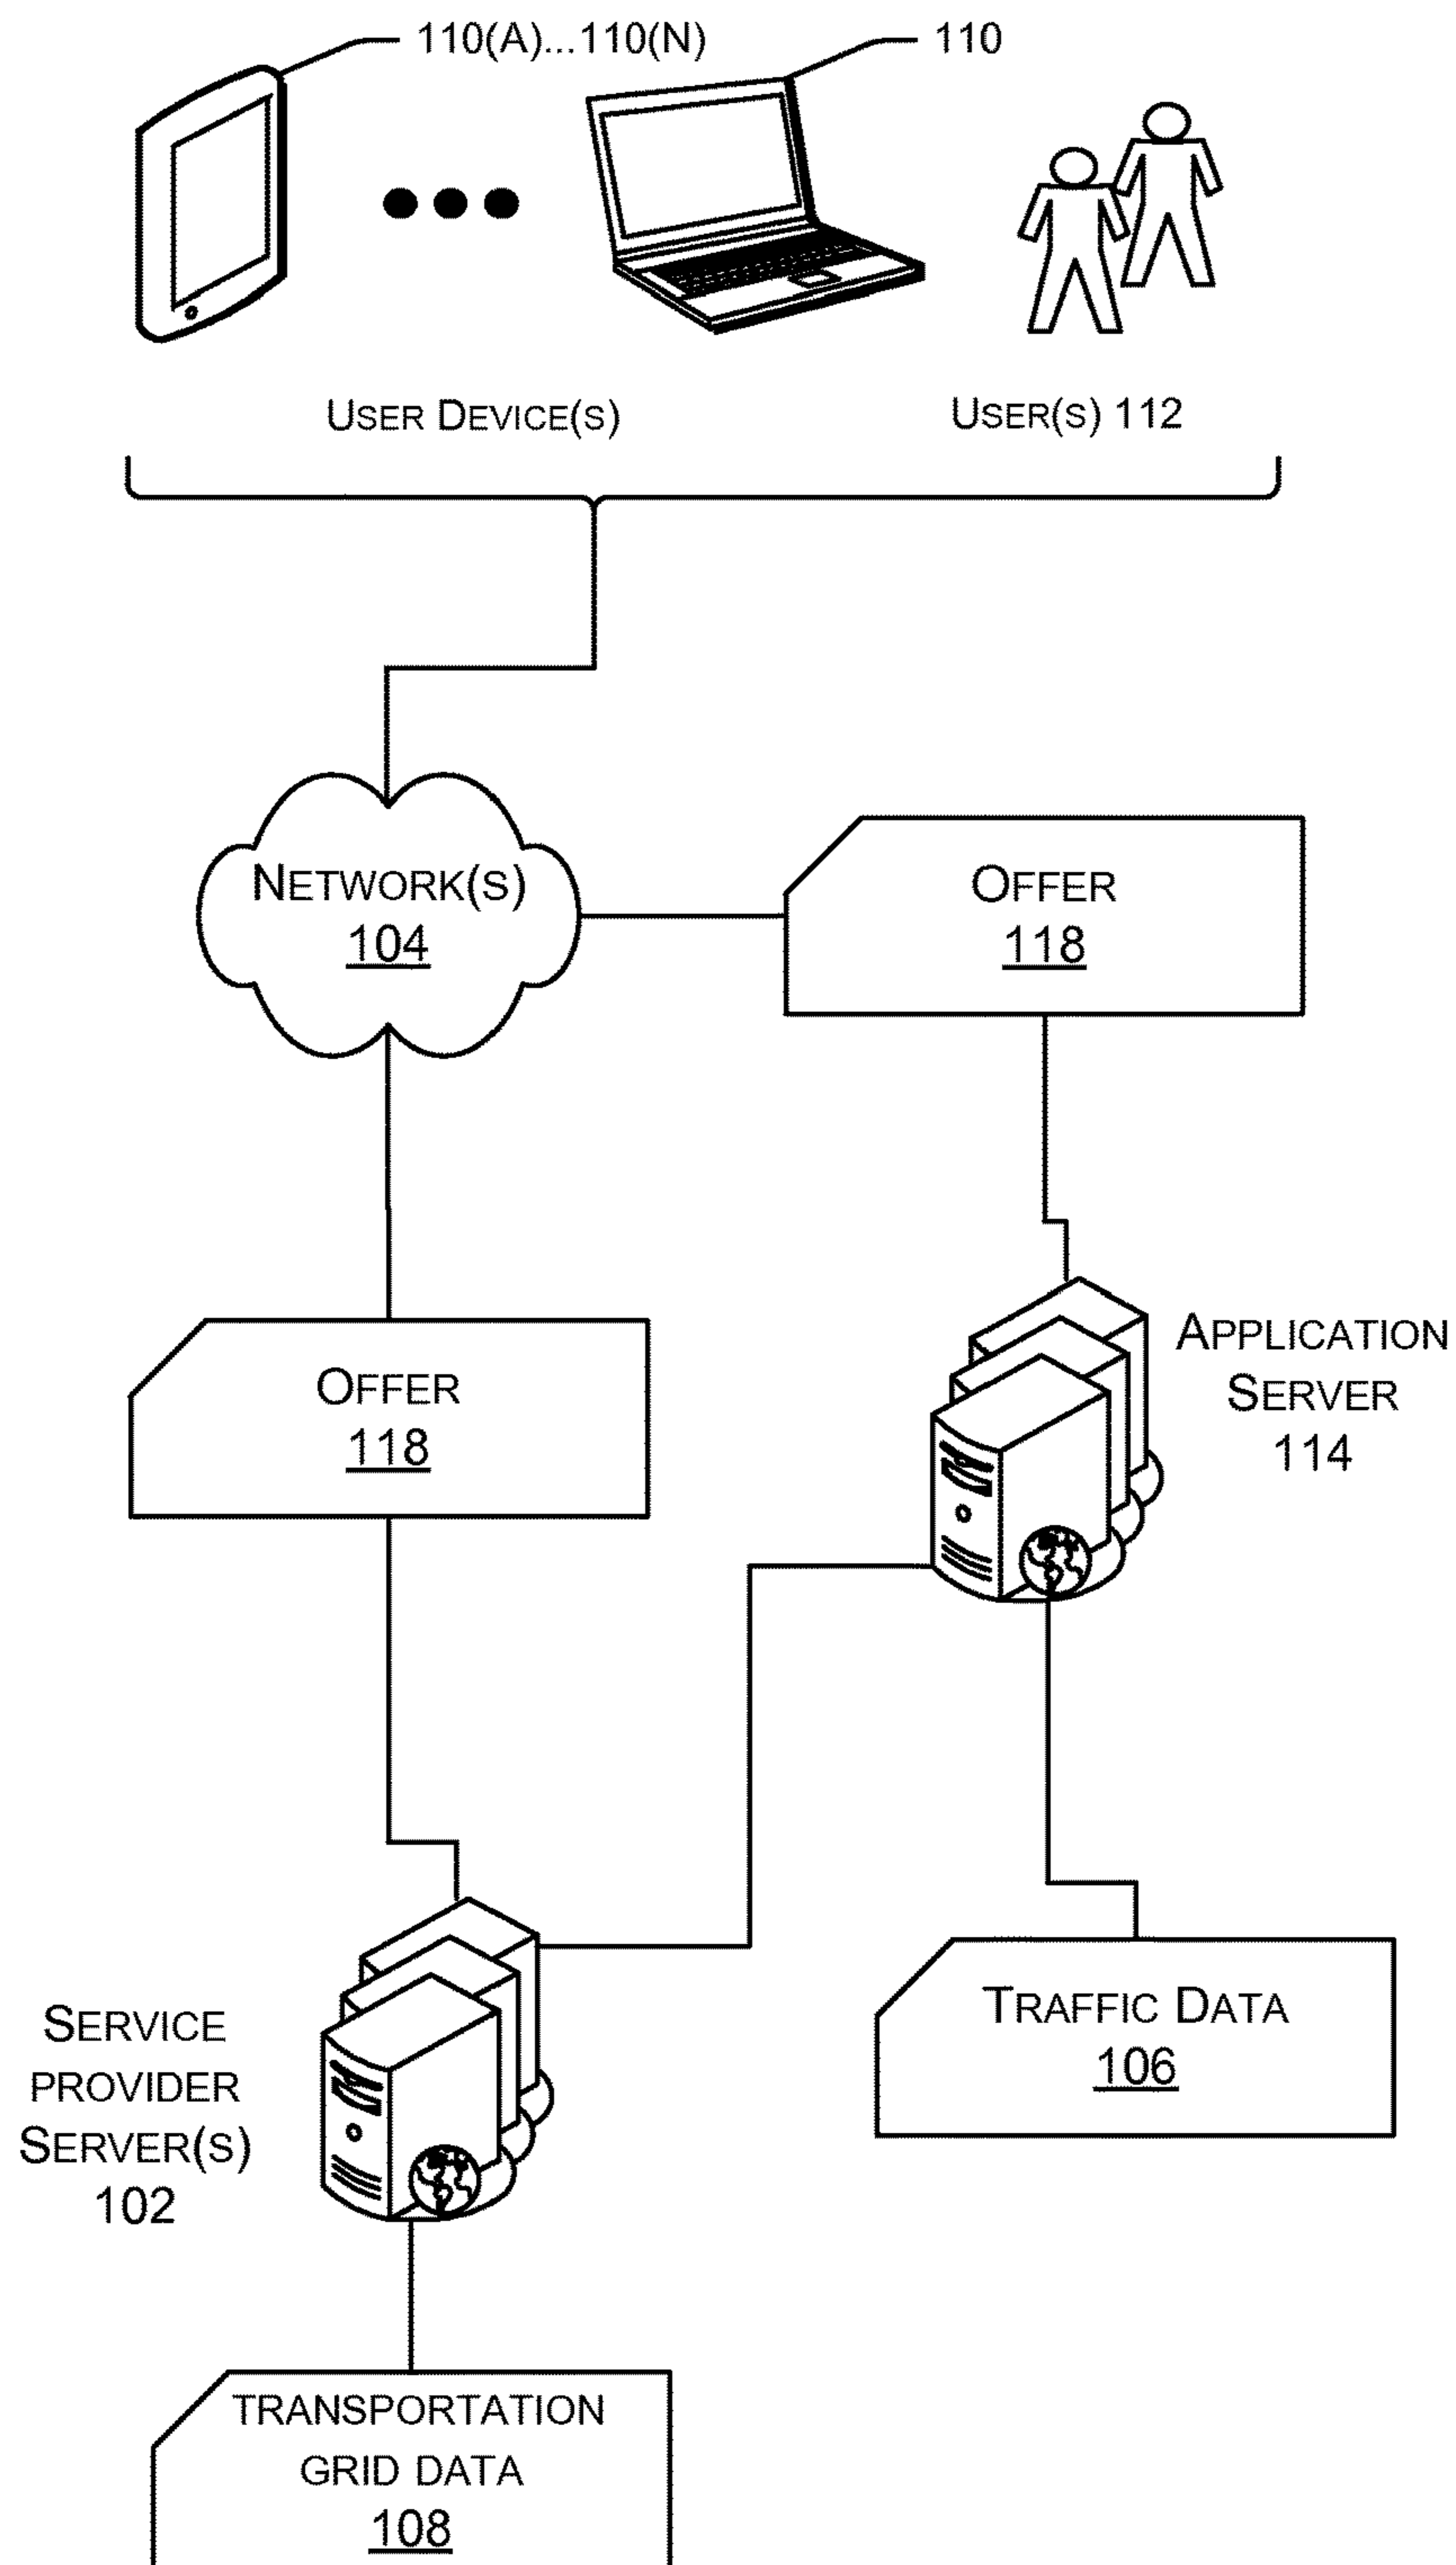 110(A)...110(N)
110
USER DEVICE(S)
USER(S) 112
NETWORK(S)
104
OFFER
118
OFFER
118
APPLICATION
SERVER
114
SERVICE
PROVIDER
SERVER(S)
102
TRAFFIC DATA
106
TRANSPORTATION
GRID DATA
108